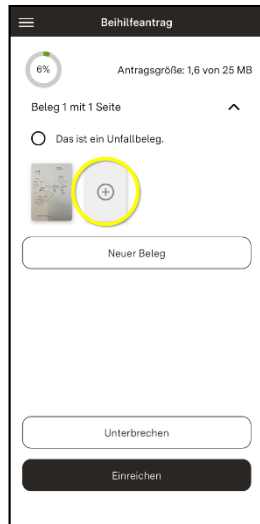 Beihilfeantrag
6%
Antragsgröße: 1,6 von 25 MB
Beleg 1 mit 1 Seite
Das ist ein Unfallbeleg.
Neuer Beleg
Unterbrechen
Einreichen